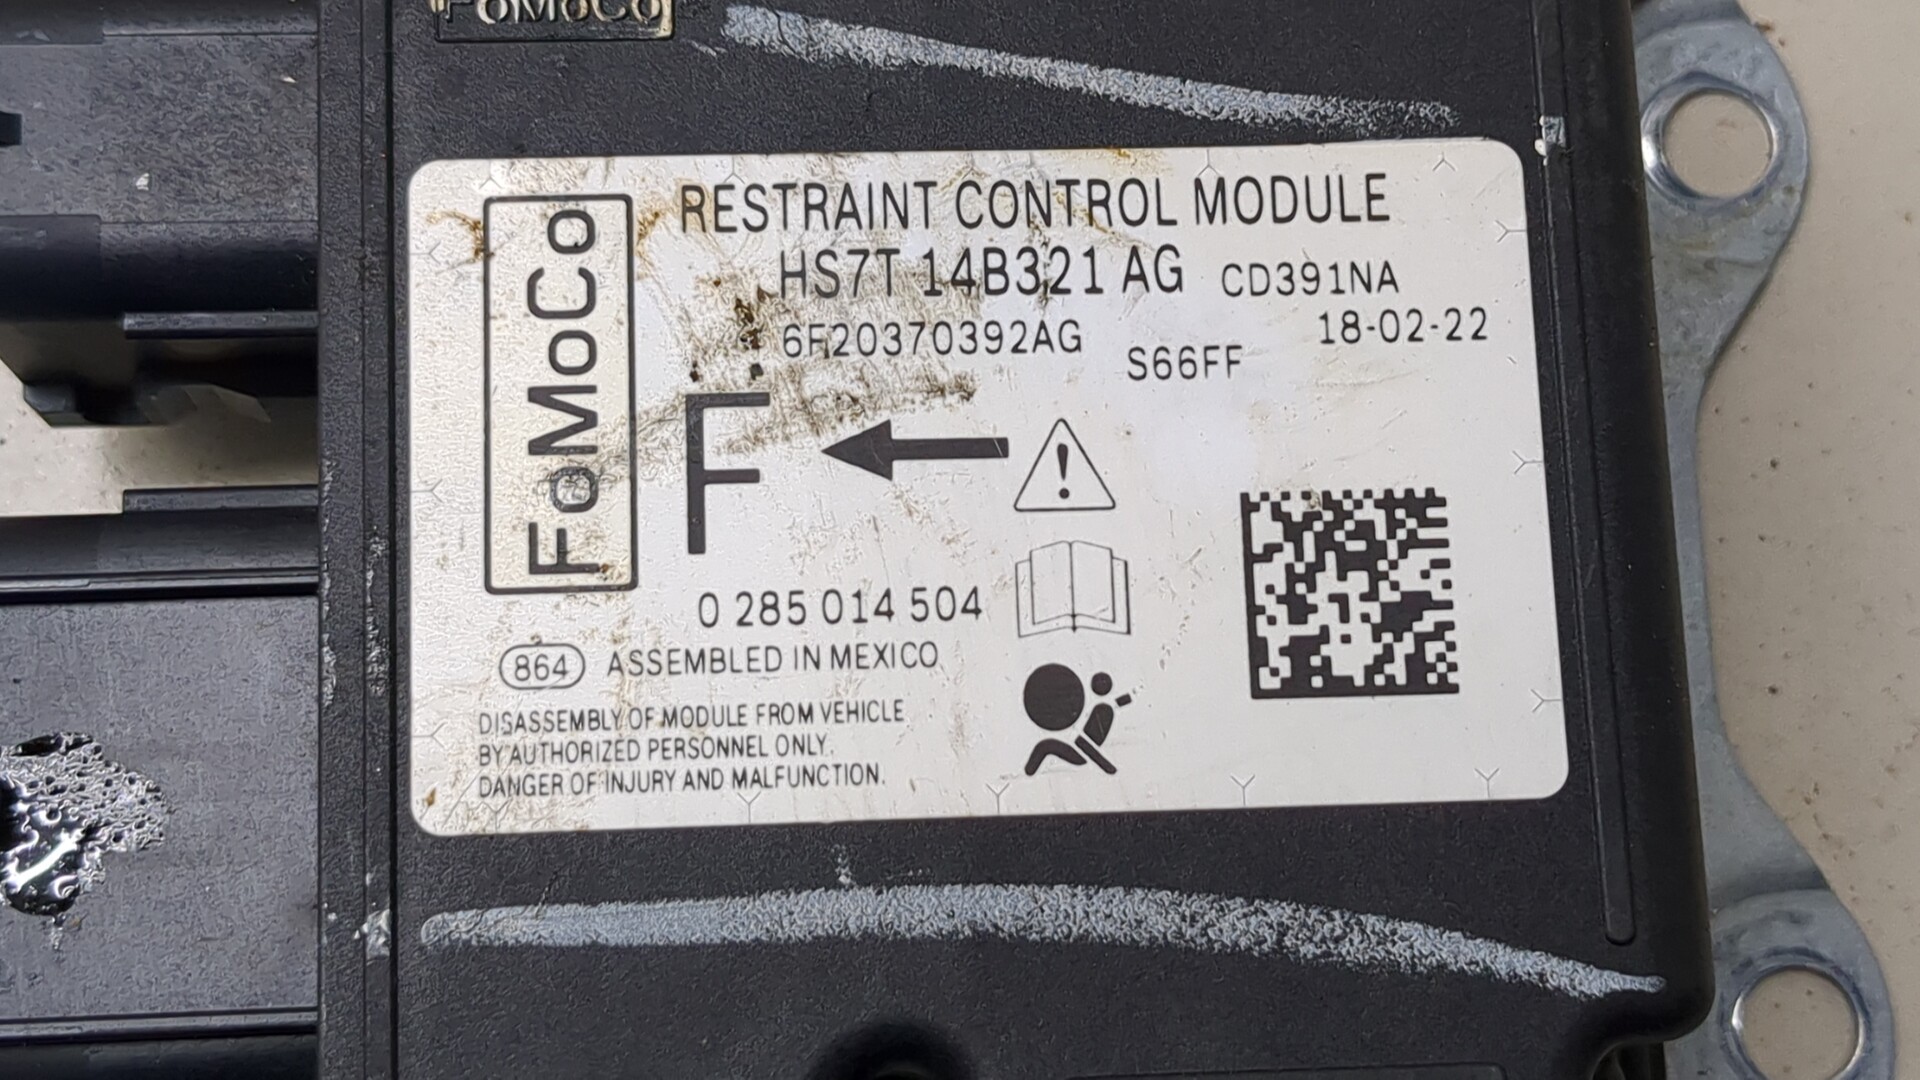 FoMoCo
FoMoCo
RESTRAINT CONTROL MODULE
HS7T 14B321 AG CD391NA
6F20370392AG S66FF 18-02-22
F
0 285 014 504
864 ASSEMBLED IN MEXICO
DISASSEMBLY OF MODULE FROM VEHICLE
BY AUTHORIZED PERSONNEL ONLY.
DANGER OF INJURY AND MALFUNCTION.